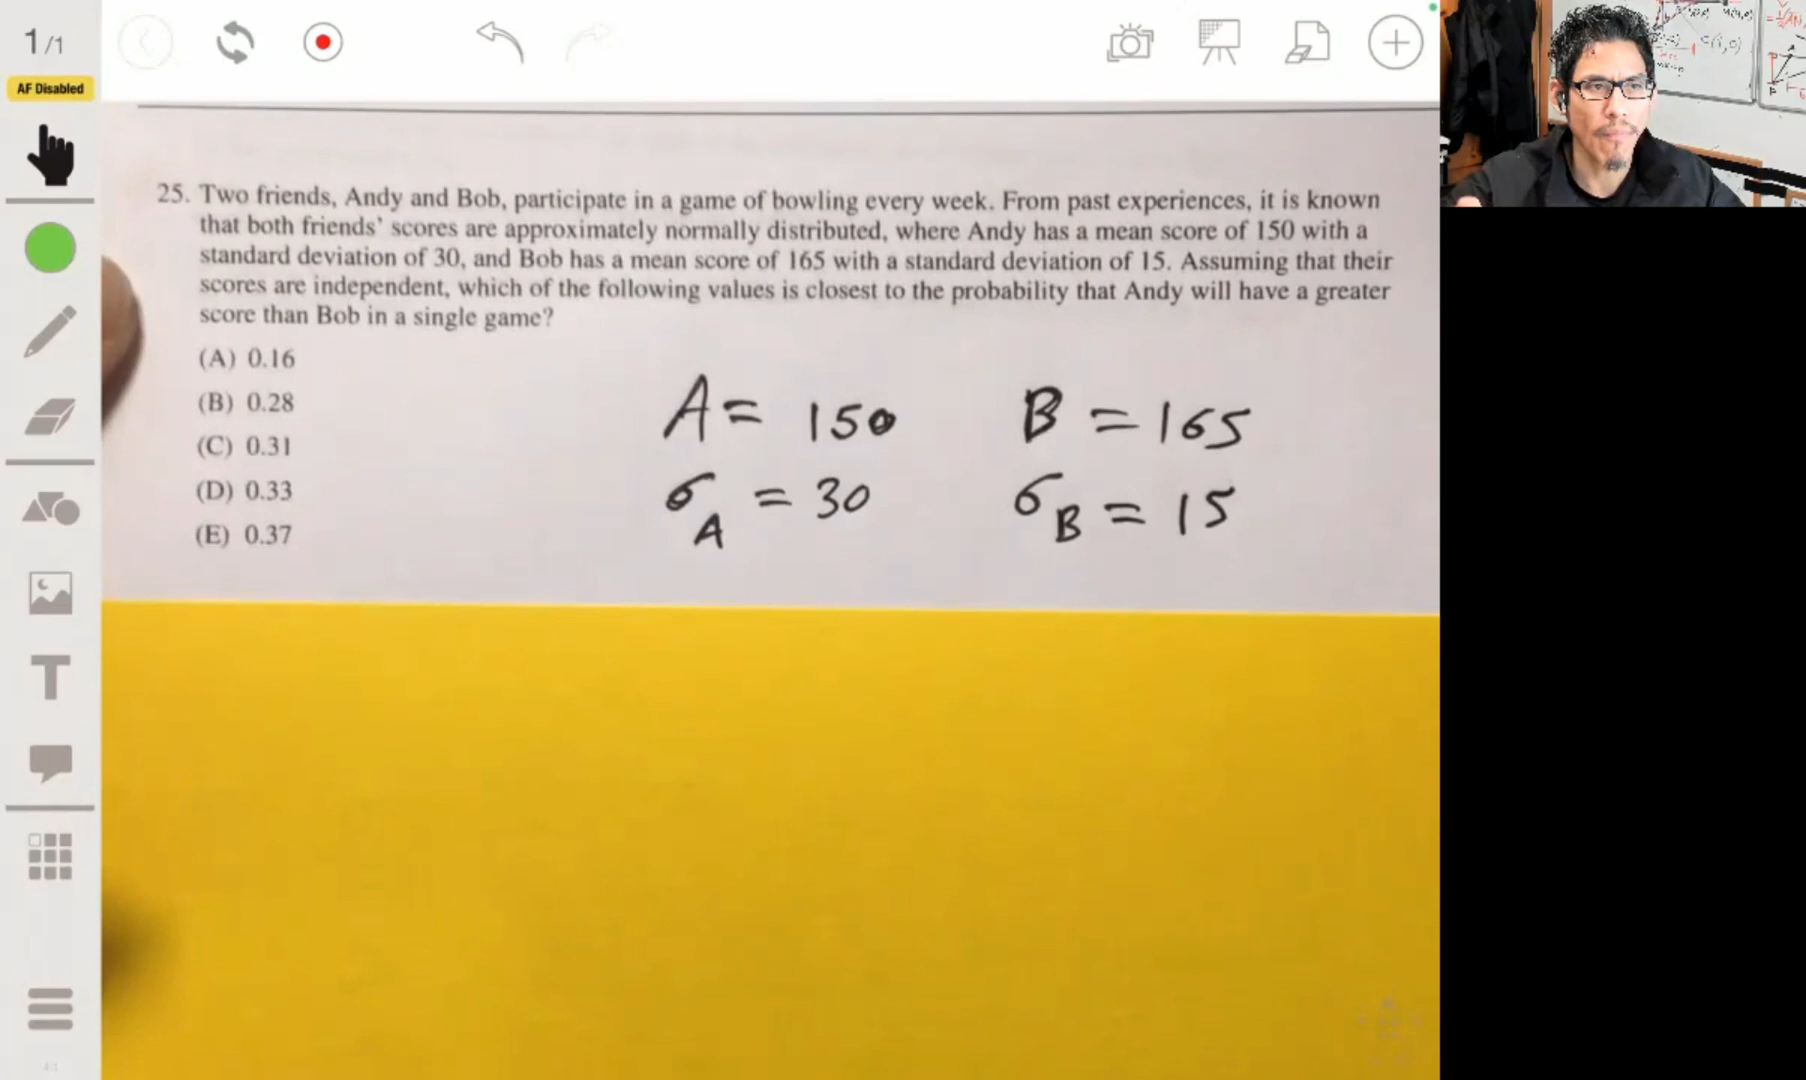 1/1
AF Disabled
25. Two friends, Andy and Bob, participate in a game of bowling every week. From past experiences, it is known
that both friends' scores are approximately normally distributed, where Andy has a mean score of 150 with a
standard deviation of 30, and Bob has a mean score of 165 with a standard deviation of 15. Assuming that their
scores are independent, which of the following values is closest to the probability that Andy will have a greater
score than Bob in a single game?
(A) 0.16
(B) 0.28
(C) 0.31
(D) 0.33
(E) 0.37
A = 150 B = 165
σA = 30 σB = 15
T